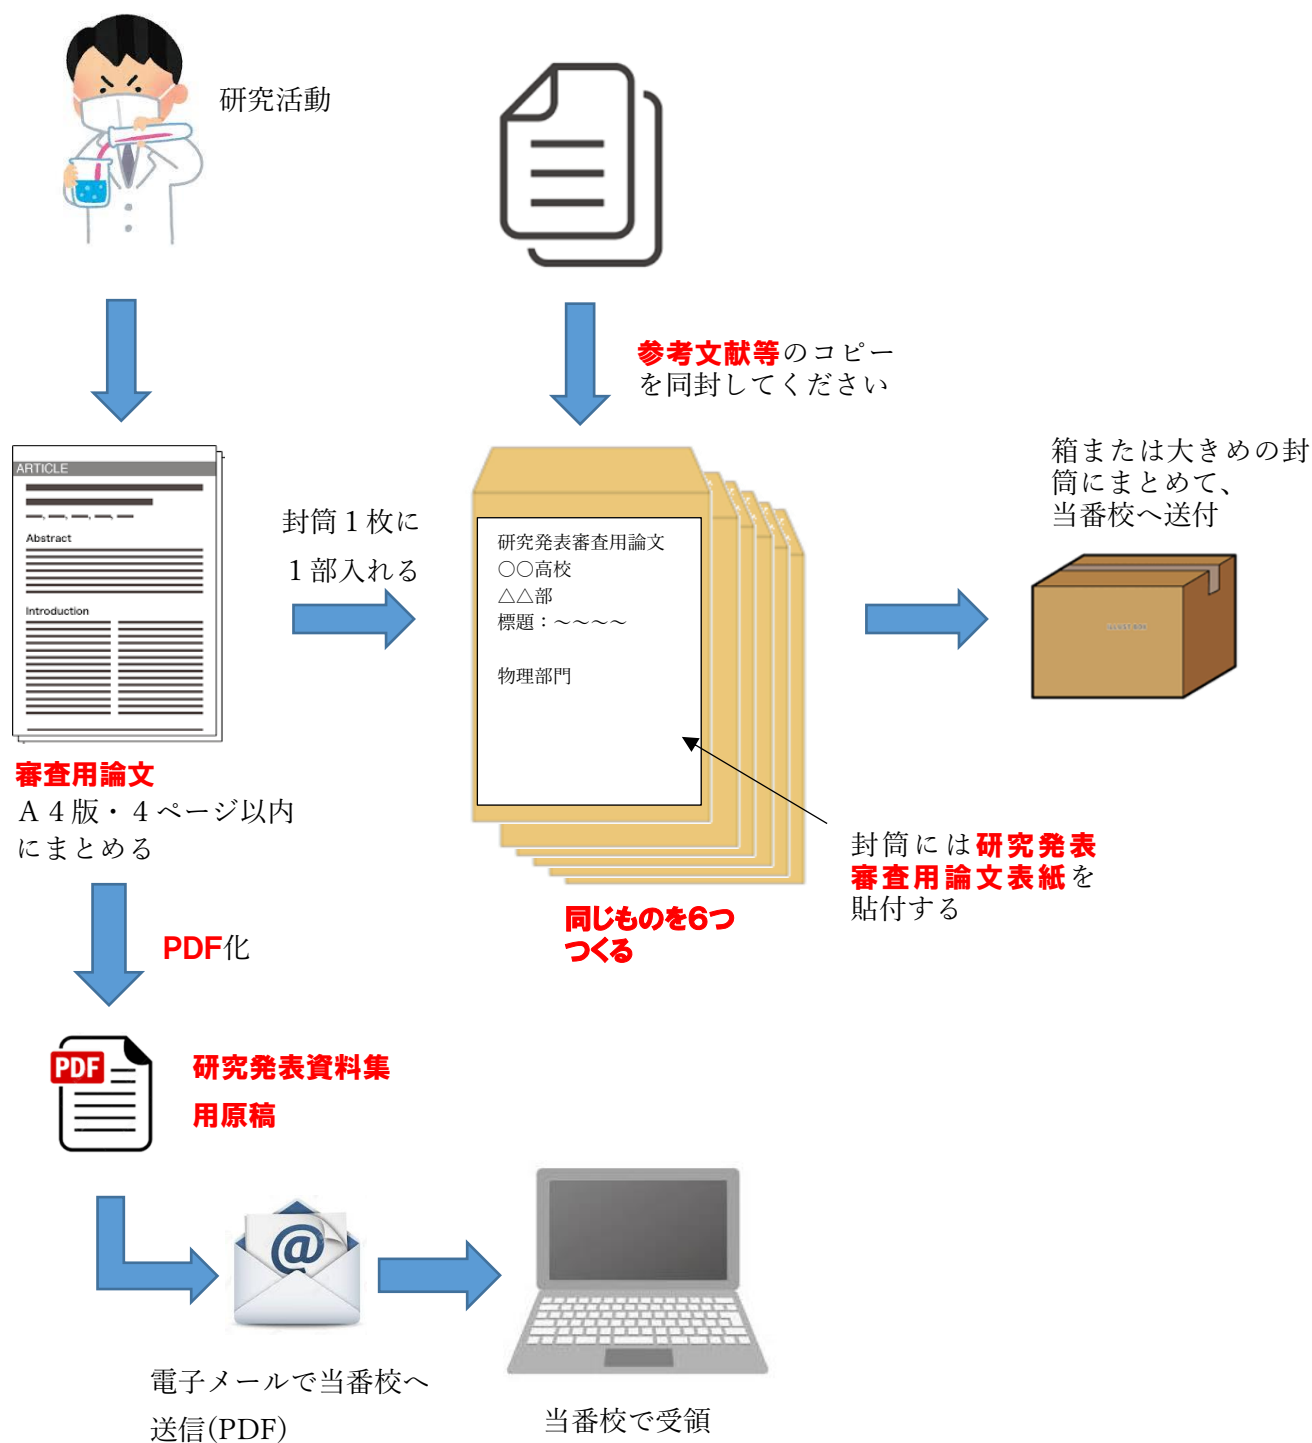 研究活動
参考文献等のコピー
を同封してください
ARTICLE
Abstract
Introduction
封筒１枚に
１部入れる
研究発表審査用論文
○○高校
△△部
標題：～～～～
物理部門
箱または大きめの封
筒にまとめて、
当番校へ送付
ILLUST BOX
審査用論文
Ａ４版・４ページ以内
にまとめる
封筒には研究発表
審査用論文表紙を
貼付する
同じものを6つ
つくる
PDF化
PDF
研究発表資料集
用原稿
@
電子メールで当番校へ
送信(PDF)
当番校で受領